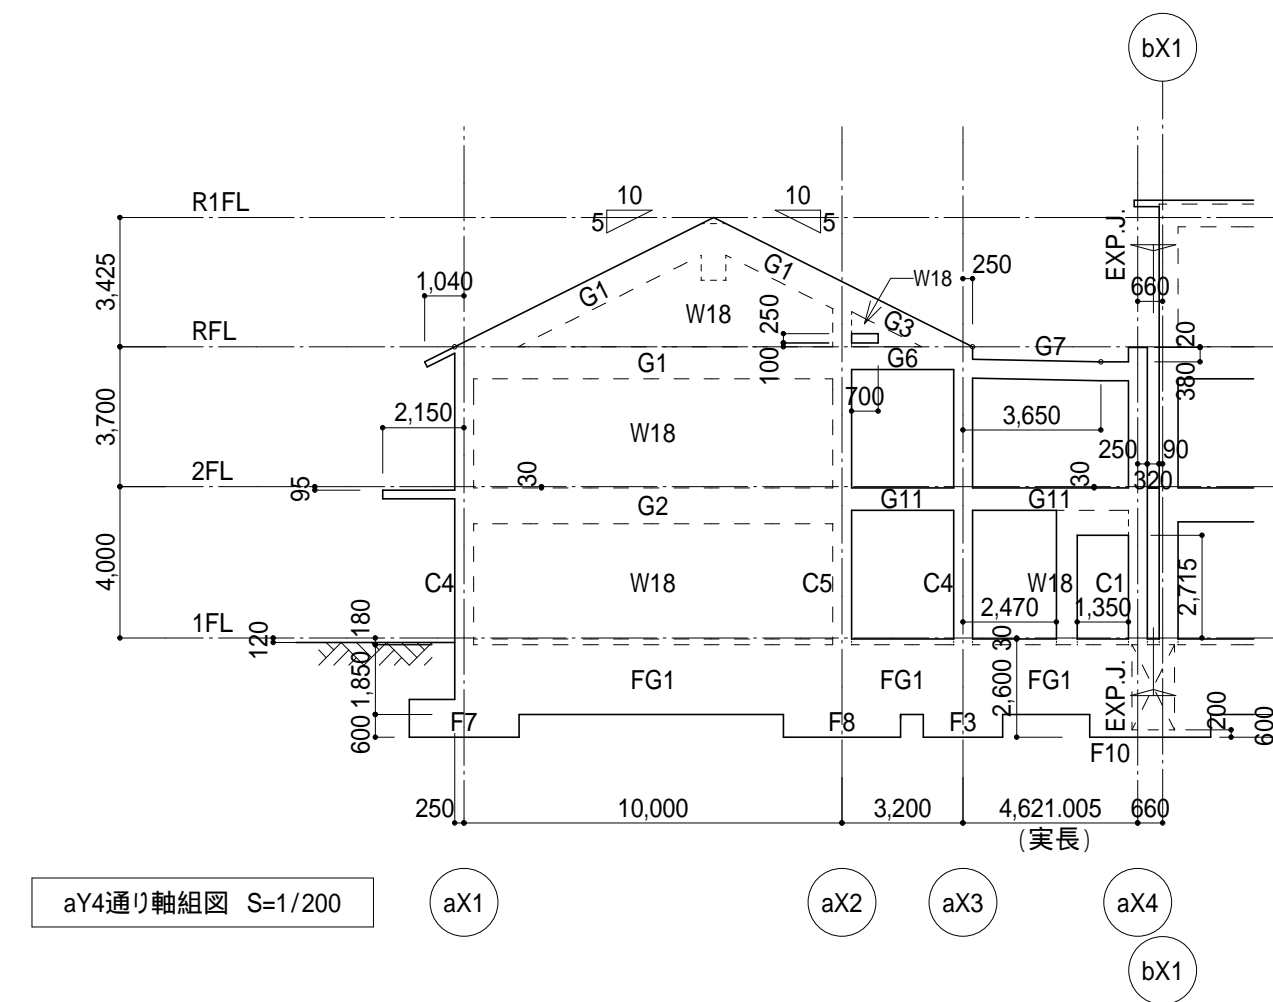 bX1
R1FL
10
5
10
5
EXP.J.
3,425
1,040
G1
G1
W18
250
660
W18
250
G3
RFL
G7
20
100
G1
G6
380
3,700
2,150
700
3,650
W18
250
90
2FL
95
30
30
320
G2
G11
G11
4,000
C4
W18
C5
C4
W18
C1
2,715
2,470
1,350
1FL
120
180
30
1,850
FG1
FG1
2,600
FG1
EXP.J.
600
F7
F8
F3
F10
200
600
250
10,000
3,200
4,621.005
660
(実長)
aY4通り軸組図 S=1/200
aX1
aX2
aX3
aX4
bX1